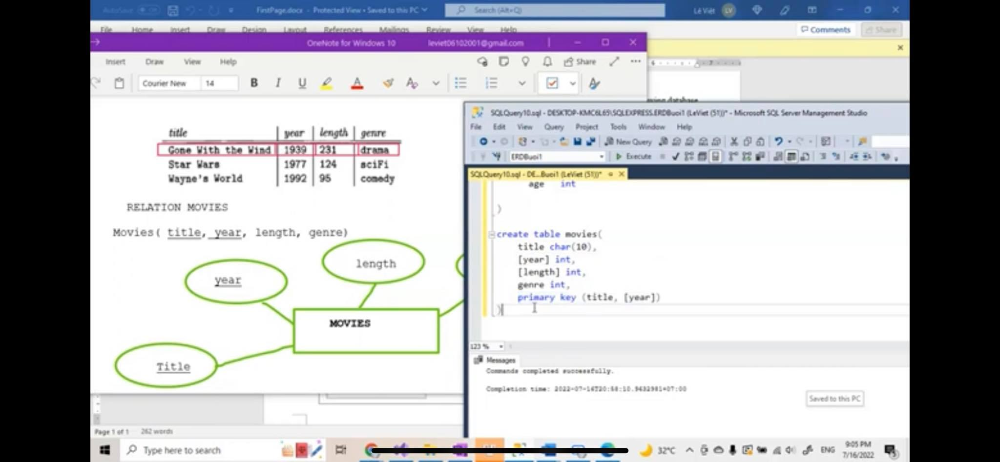 AutoSave Off FirstPage.docx - Protected View • Saved to this PC Search (Alt+Q) Lê Việt LV
File Home Insert Draw Design Layout References Mailings Review View Help Comments Share
OneNote for Windows 10 leviet06102001@gmail.com
Insert Draw View Help Share
Courier New 14 B I U
title year length genre
Gone With the Wind 1939 231 drama
Star Wars 1977 124 sciFi
Wayne's World 1992 95 comedy
RELATION MOVIES
Movies( title, year, length, genre)
length
year
MOVIES
Title
6 7
database
SQLQuery10.sql - DESKTOP-KMC6L65\SQLEXPRESS.ERDBuoi1 (LeViet (51))* - Microsoft SQL Server Management Studio
File Edit View Query Project Tools Window Help
New Query
ERDBuoi1 Execute
SQLQuery10.sql - DE...Buoi1 (LeViet (51))*
age int
)
create table movies(
title char(10),
[year] int,
[length] int,
genre int,
primary key (title, [year])
)
123 %
Messages
Commands completed successfully.
Completion time: 2022-07-16T20:58:10.9632981+07:00
Saved to this PC
Page 1 of 1 262 words
Type here to search 32°C ENG 9:05 PM
7/16/2022